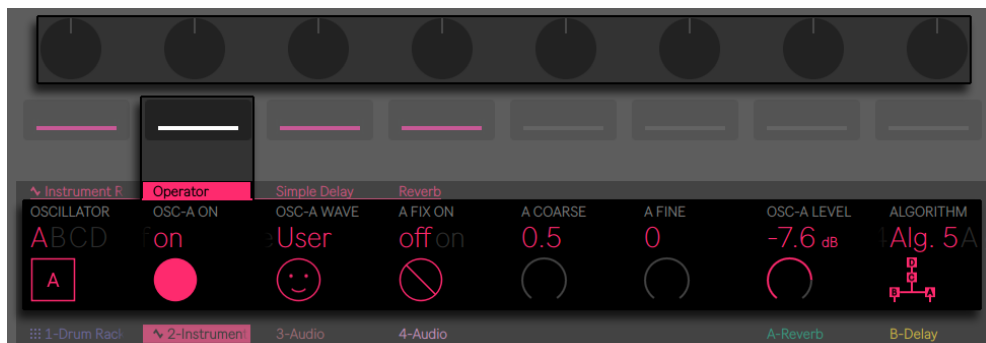 Instrument R Operator Simple Delay Reverb
OSCILLATOR OSC-A ON OSC-A WAVE A FIX ON A COARSE A FINE OSC-A LEVEL ALGORITHM
ABCD on User off on 0.5 0 -7.6 dB Alg. 5
A
D
C
B A
1-Drum Rack 2-Instrument 3-Audio 4-Audio A-Reverb B-Delay